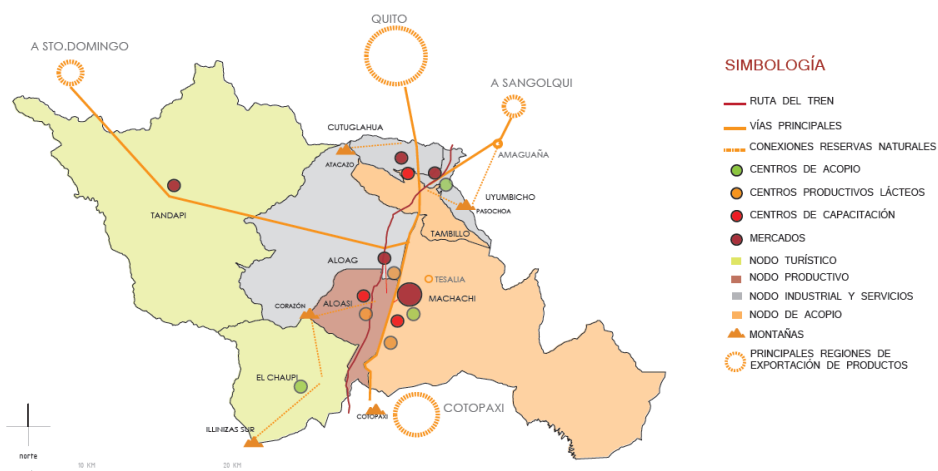 QUITO
A STO.DOMINGO
A SANGOLQUI
CUTUGLAHUA
ATACAZO
AMAGUAÑA
UYUMBICHO
PASOCHOA
TANDAPI
TAMBILLO
ALOAG
TESALIA
CORAZÓN
ALOASI
MACHACHI
EL CHAUPI
COTOPAXI
COTOPAXI
ILLINIZAS SUR
norte
10 KM
20 KM
SIMBOLOGÍA
RUTA DEL TREN
VÍAS PRINCIPALES
CONEXIONES RESERVAS NATURALES
CENTROS DE ACOPIO
CENTROS PRODUCTIVOS LÁCTEOS
CENTROS DE CAPACITACIÓN
MERCADOS
NODO TURÍSTICO
NODO PRODUCTIVO
NODO INDUSTRIAL Y SERVICIOS
NODO DE ACOPIO
MONTAÑAS
PRINCIPALES REGIONES DE
EXPORTACIÓN DE PRODUCTOS